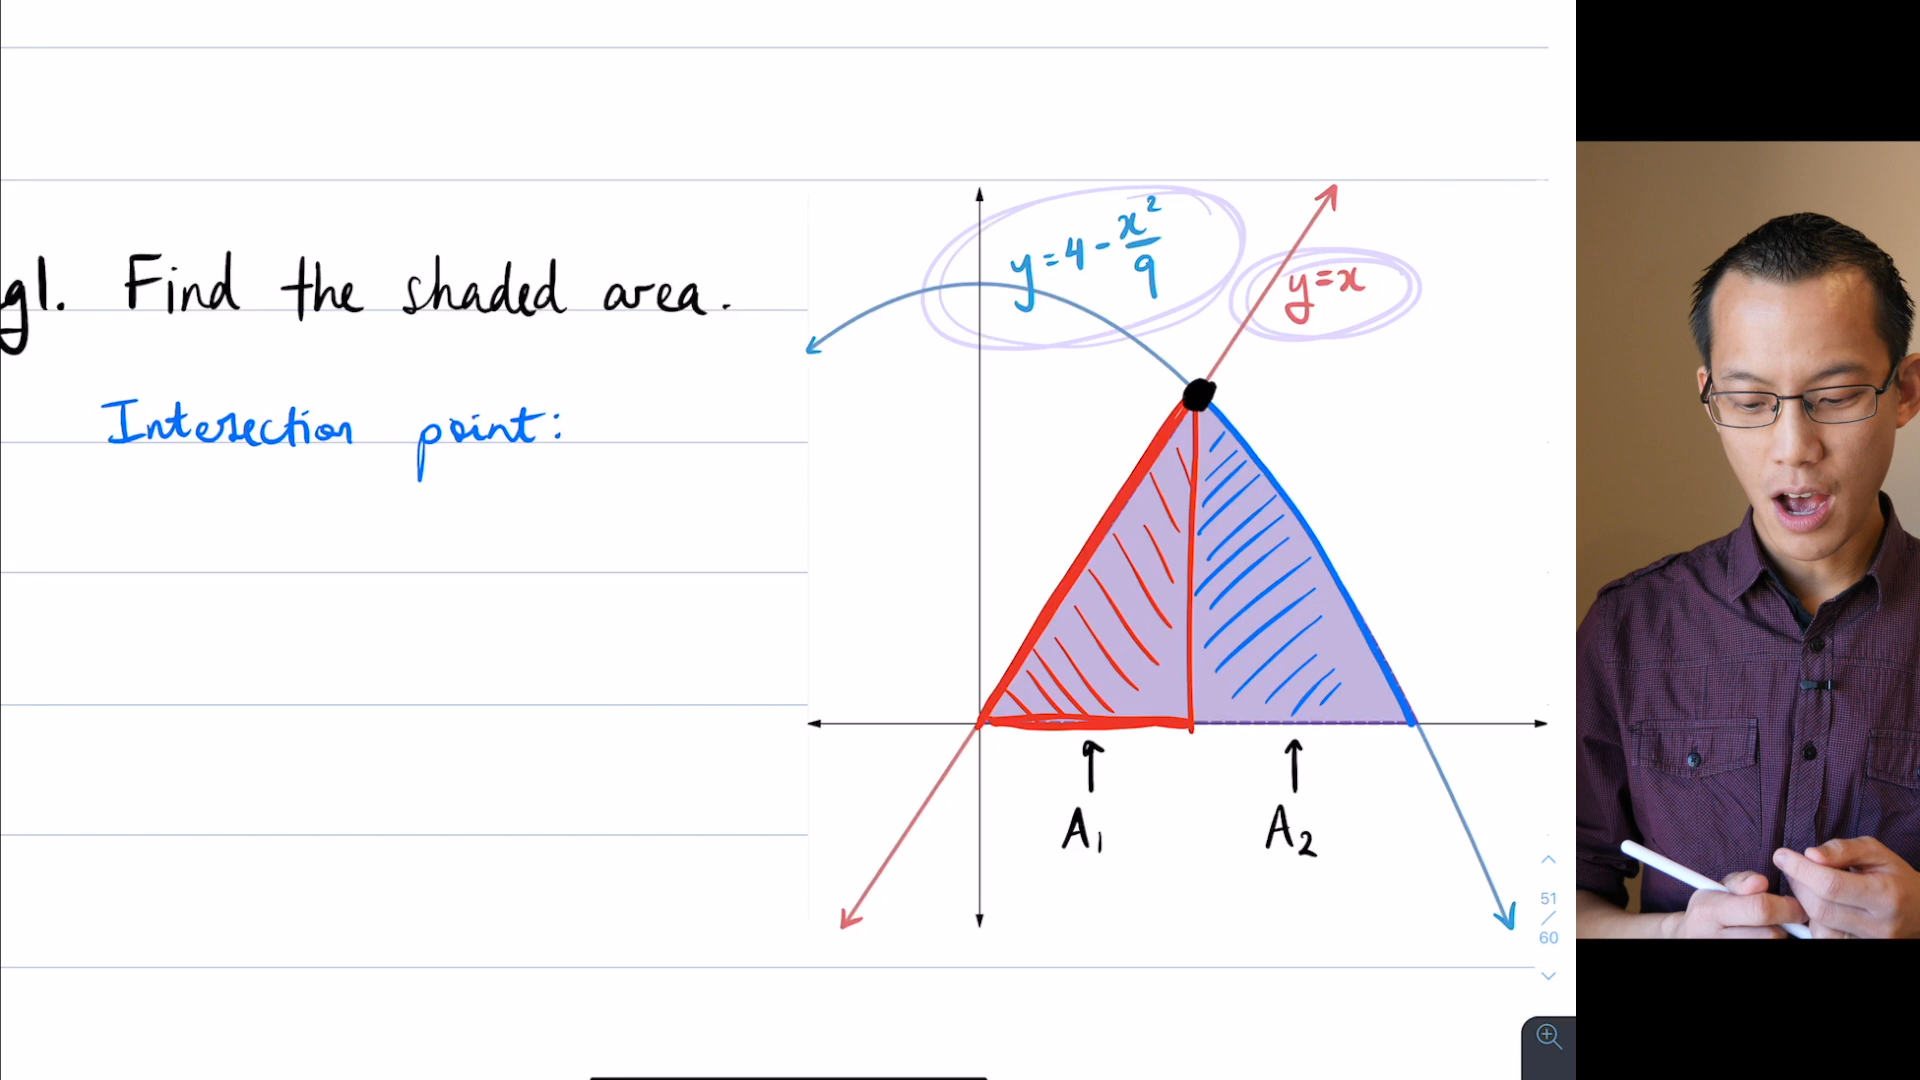 g1. Find the shaded area.
Intersection point:
y=4-x²/9
y=x
A₁
A₂
51
/
60